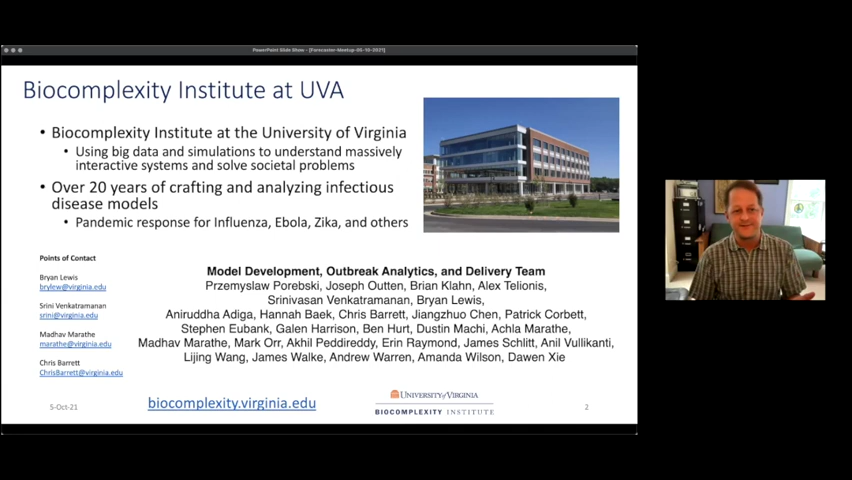 PowerPoint Slide Show - [Forecaster-Meetup-05-10-2021]
Biocomplexity Institute at UVA
• Biocomplexity Institute at the University of Virginia
• Using big data and simulations to understand massively
interactive systems and solve societal problems
• Over 20 years of crafting and analyzing infectious
disease models
• Pandemic response for Influenza, Ebola, Zika, and others
Points of Contact
Bryan Lewis
brylew@virginia.edu
Srini Venkatramanan
srini@virginia.edu
Madhav Marathe
marathe@virginia.edu
Chris Barrett
ChrisBarrett@virginia.edu
Model Development, Outbreak Analytics, and Delivery Team
Przemyslaw Porebski, Joseph Outten, Brian Klahn, Alex Telionis,
Srinivasan Venkatramanan, Bryan Lewis,
Aniruddha Adiga, Hannah Baek, Chris Barrett, Jiangzhuo Chen, Patrick Corbett,
Stephen Eubank, Galen Harrison, Ben Hurt, Dustin Machi, Achla Marathe,
Madhav Marathe, Mark Orr, Akhil Peddireddy, Erin Raymond, James Schlitt, Anil Vullikanti,
Lijing Wang, James Walke, Andrew Warren, Amanda Wilson, Dawen Xie
5-Oct-21
biocomplexity.virginia.edu
UNIVERSITY of VIRGINIA
BIOCOMPLEXITY INSTITUTE
2